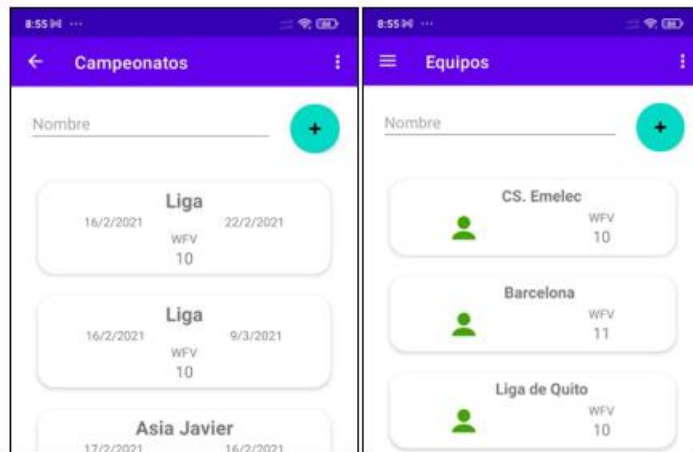 8:55
Campeonatos
Nombre
+
Liga
16/2/2021 22/2/2021
WFV
10
Liga
16/2/2021 9/3/2021
WFV
10
Asia Javier
17/2/2021 16/2/2021
8:55
Equipos
Nombre
+
CS. Emelec
WFV
10
Barcelona
WFV
11
Liga de Quito
WFV
10